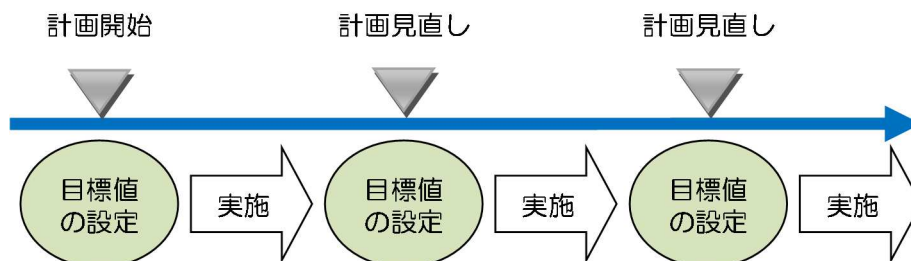 計画開始
計画見直し
計画見直し
目標値
の設定
実施
目標値
の設定
実施
目標値
の設定
実施